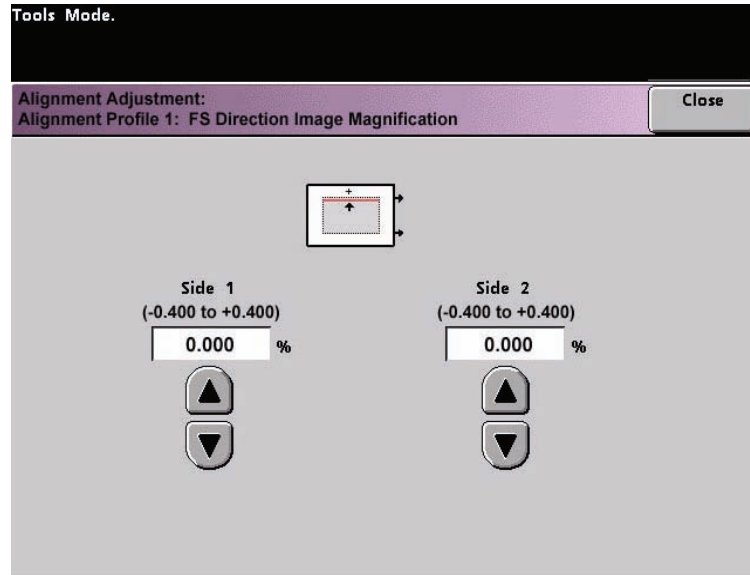 Tools Mode.
Alignment Adjustment:
Alignment Profile 1: FS Direction Image Magnification
Close
Side 1
(-0.400 to +0.400)
0.000 %
Side 2
(-0.400 to +0.400)
0.000 %